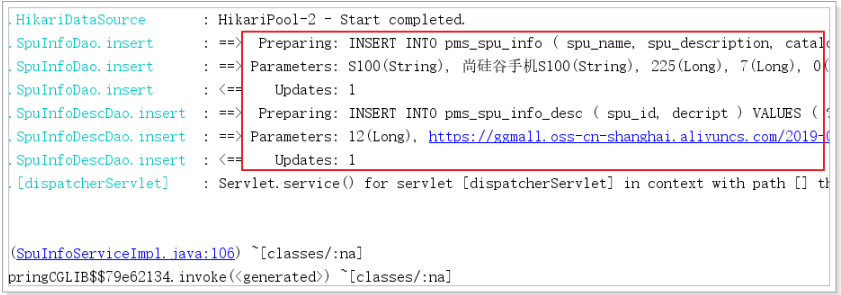 .HikariDataSource : HikariPool-2 - Start completed.
.SpuInfoDao.insert : ==> Preparing: INSERT INTO pms_spu_info ( spu_name, spu_description, catalo
.SpuInfoDao.insert : ==> Parameters: S100(String), 尚硅谷手机S100(String), 225(Long), 7(Long), 0(
.SpuInfoDao.insert : <== Updates: 1
.SpuInfoDescDao.insert : ==> Preparing: INSERT INTO pms_spu_info_desc ( spu_id, decript ) VALUES ( ?
.SpuInfoDescDao.insert : ==> Parameters: 12(Long), https://ggmall.oss-cn-shanghai.aliyuncs.com/2019-0
.SpuInfoDescDao.insert : <== Updates: 1
.[dispatcherServlet] : Servlet.service() for servlet [dispatcherServlet] in context with path [] th
(SpuInfoServiceImpl.java:106) ~[classes/:na]
pringCGLIB$$79e62134.invoke(<generated>) ~[classes/:na]